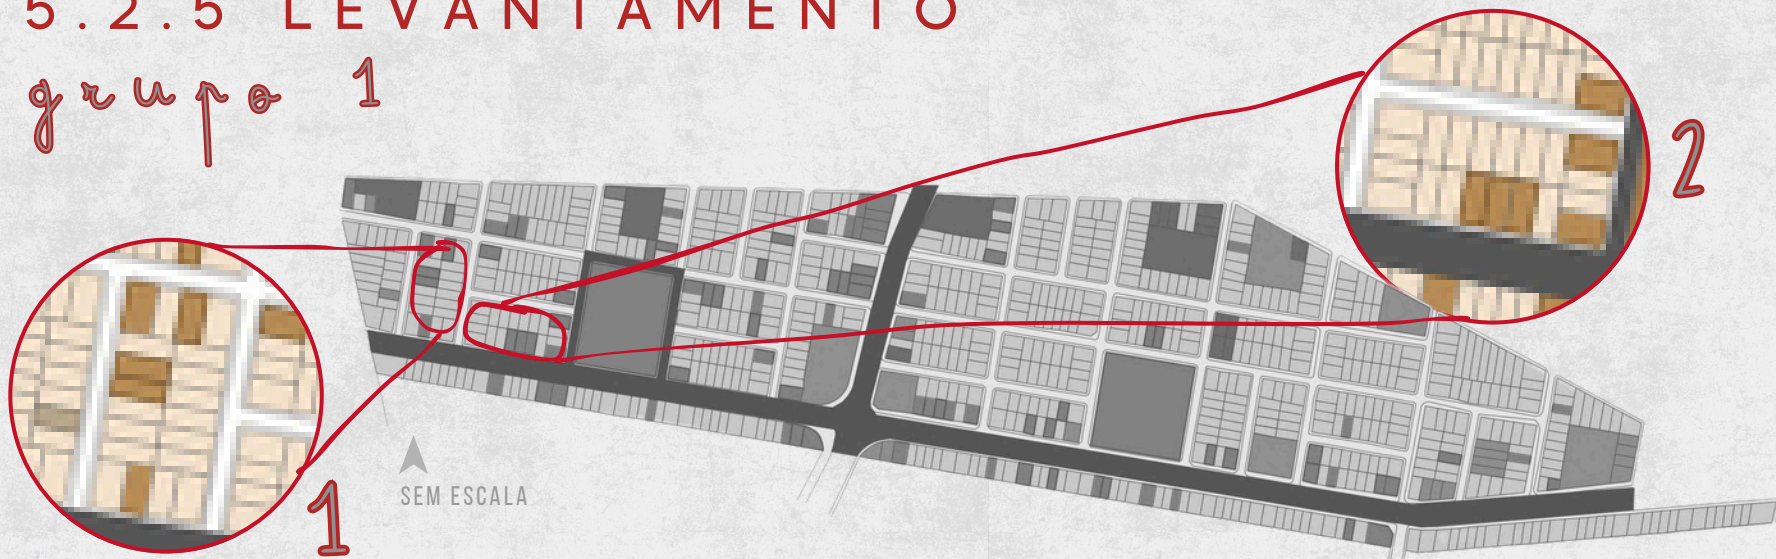 5.2.5 LEVANTAMENTO
grupo 1
2
1
SEM ESCALA